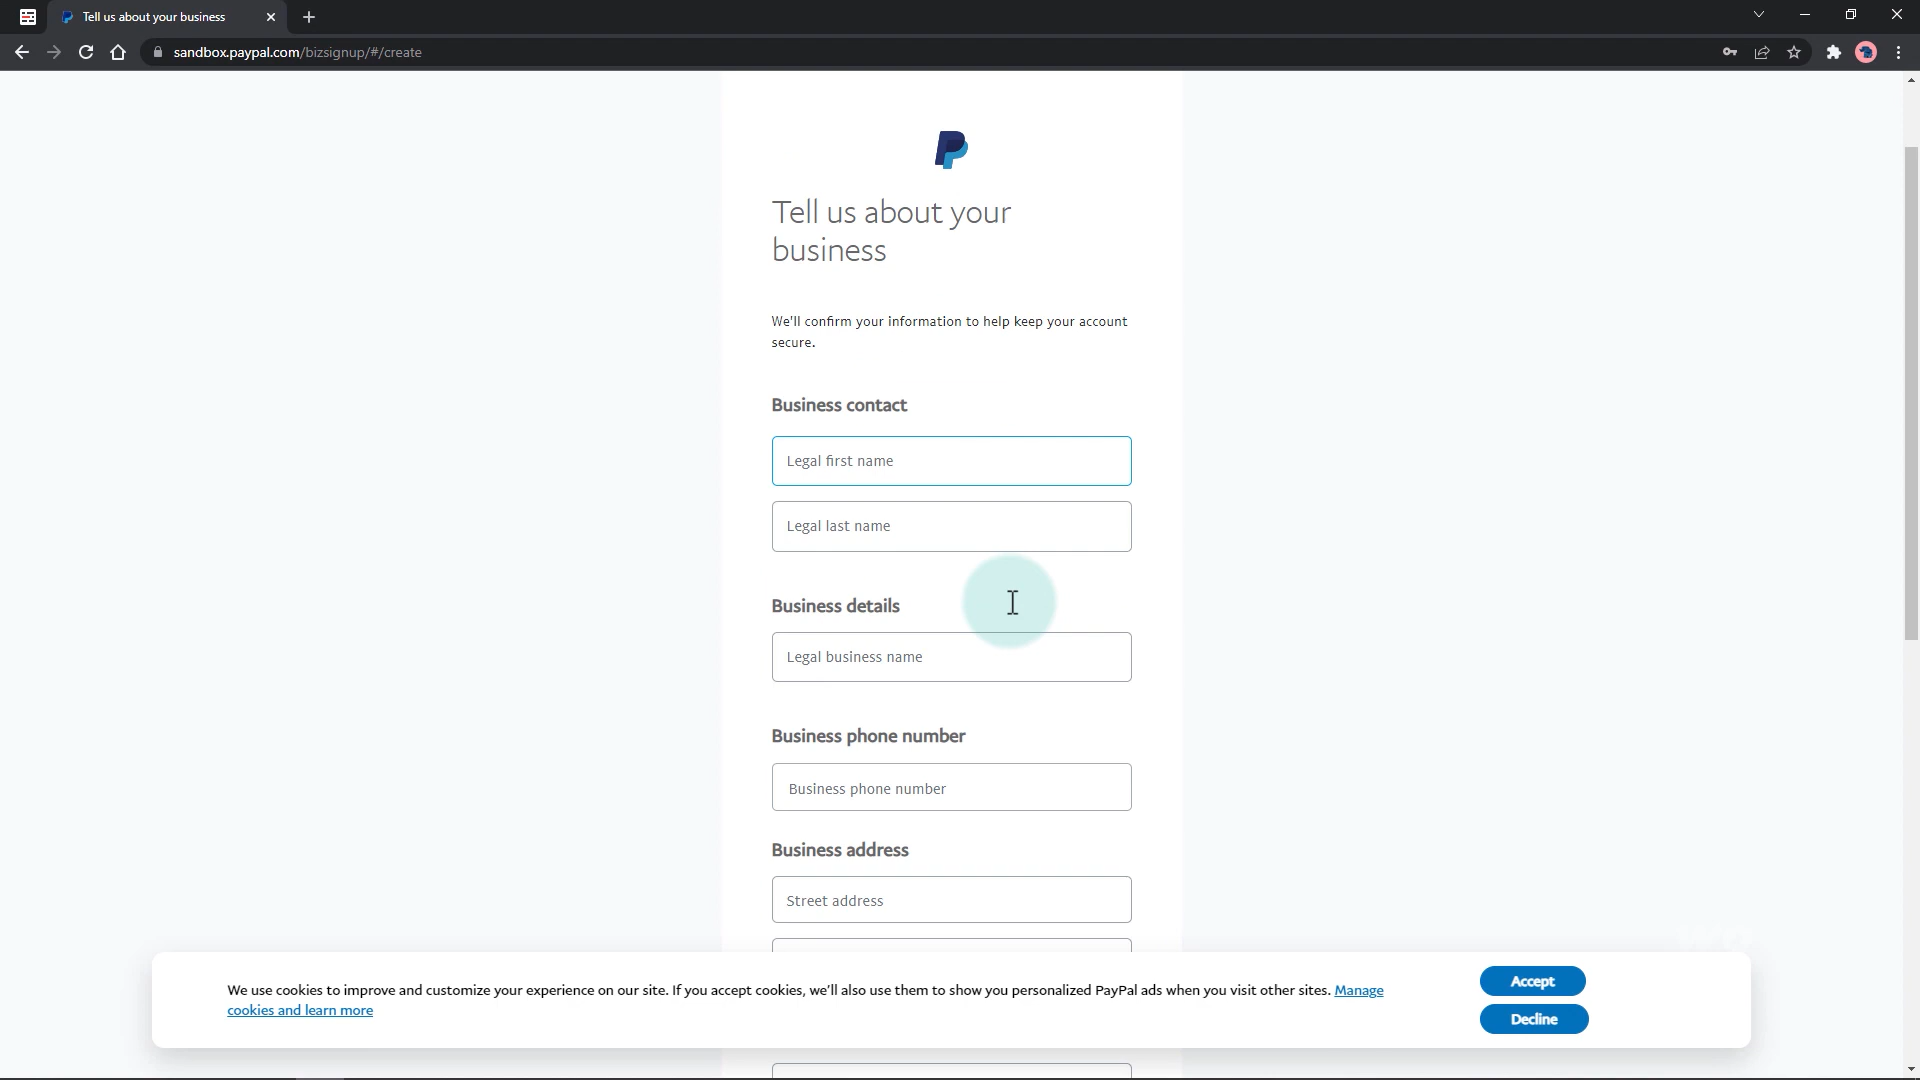 Tell us about your business
sandbox.paypal.com/bizsignup/#/create
Tell us about your
business
We'll confirm your information to help keep your account
secure.
Business contact
Legal first name
Legal last name
Business details
Legal business name
Business phone number
Business phone number
Business address
Street address
We use cookies to improve and customize your experience on our site. If you accept cookies, we'll also use them to show you personalized PayPal ads when you visit other sites. Manage
cookies and learn more
Accept
Decline